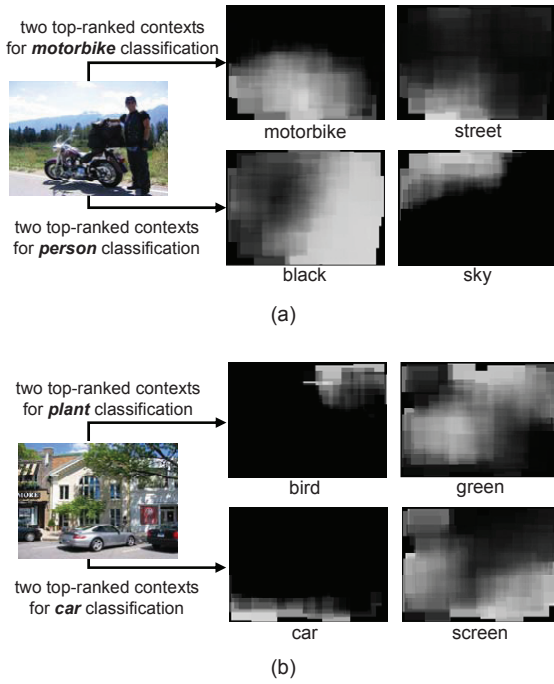 two top-ranked contexts
for motorbike classification
motorbike
street
two top-ranked contexts
for person classification
black
sky
(a)
two top-ranked contexts
for plant classification
bird
green
MORE
two top-ranked contexts
for car classification
car
screen
(b)